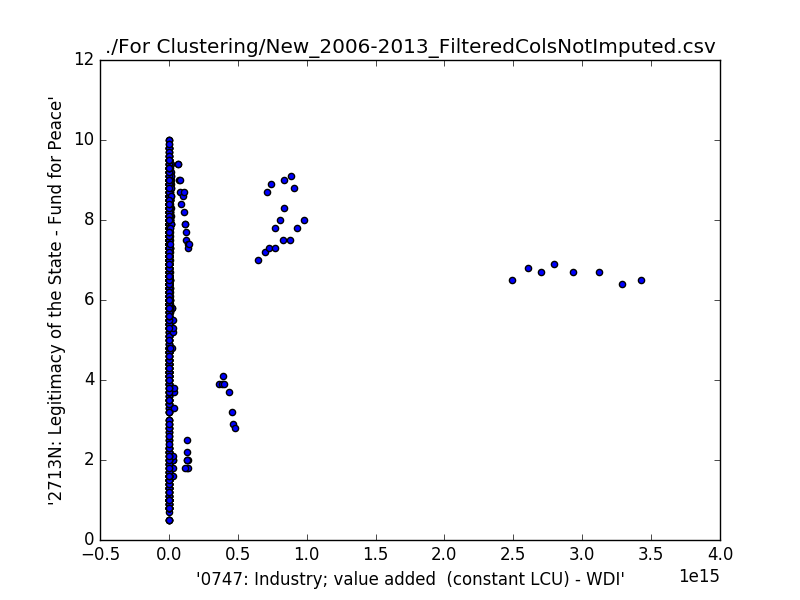 ./For Clustering/New_2006-2013_FilteredColsNotImputed.csv
12
10
8
6
4
2
0
'2713N: Legitimacy of the State - Fund for Peace'
−0.5 0.0 0.5 1.0 1.5 2.0 2.5 3.0 3.5 4.0
1e15
'0747: Industry; value added  (constant LCU) - WDI'